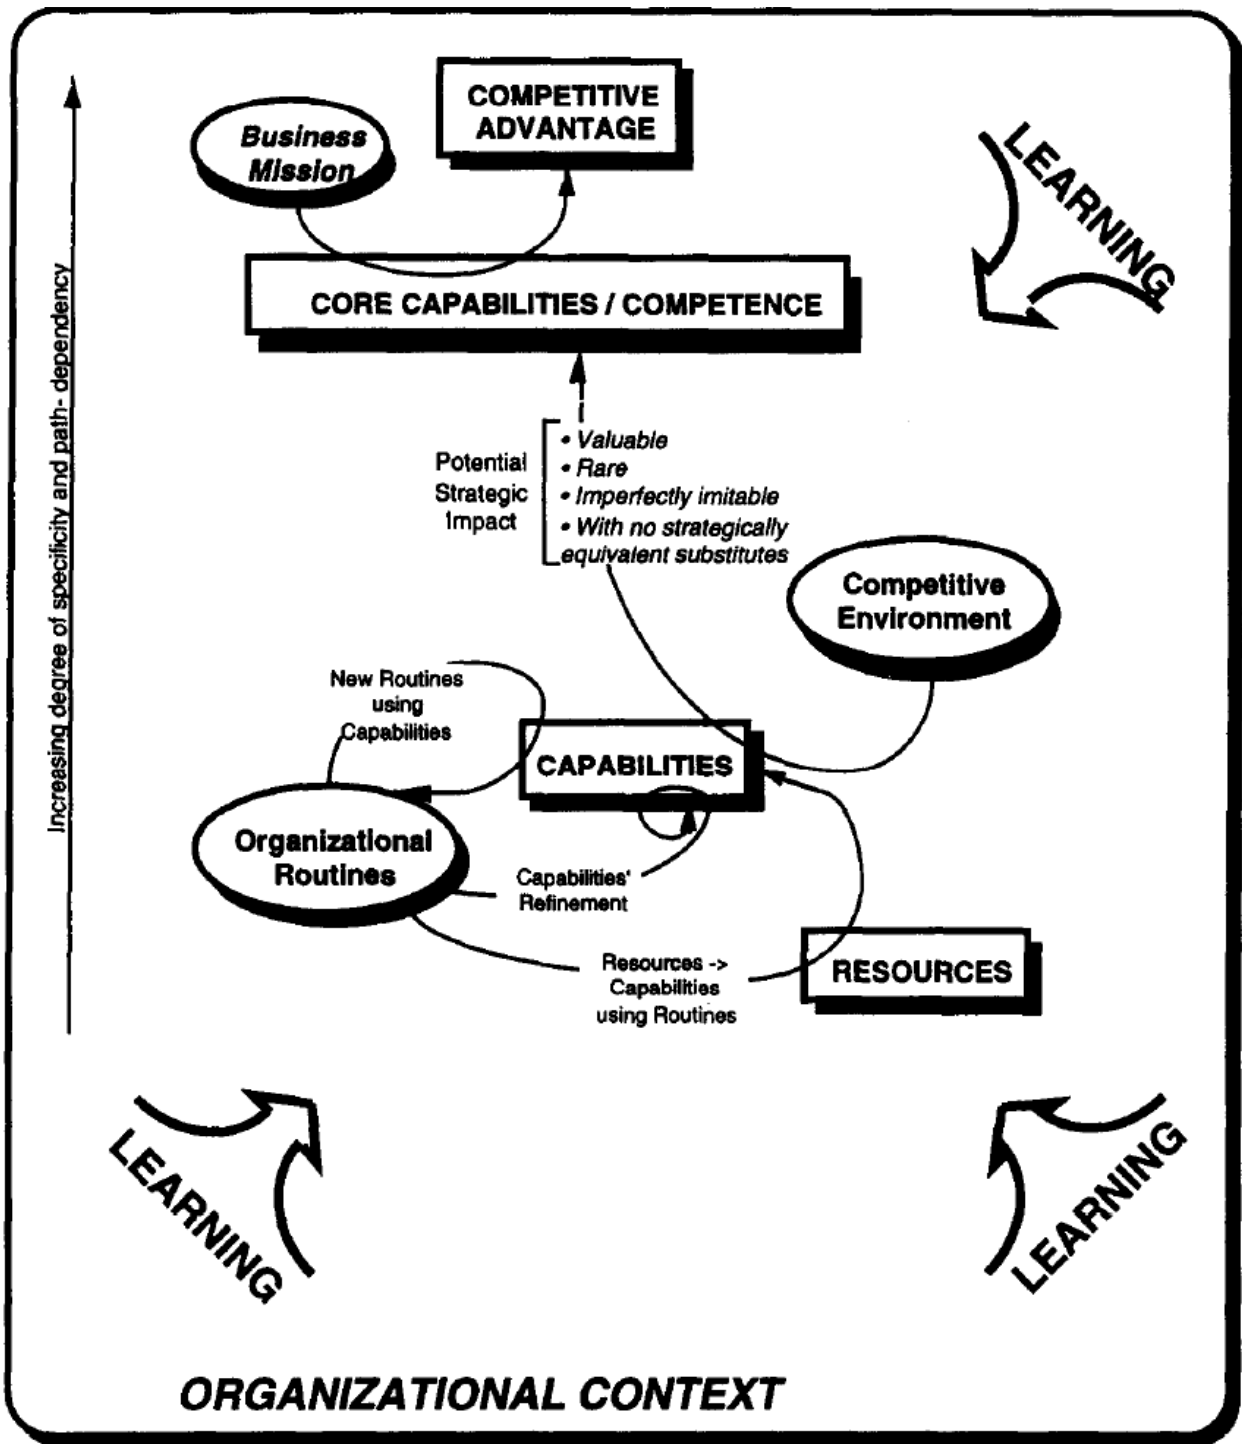 COMPETITIVE
ADVANTAGE
Business
Mission
LEARNING
CORE CAPABILITIES / COMPETENCE
Increasing degree of specificity and path- dependency
Potential
Strategic
Impact
• Valuable
• Rare
• Imperfectly imitable
• With no strategically
equivalent substitutes
Competitive
Environment
New Routines
using
Capabilities
CAPABILITIES
Organizational
Routines
Capabilities'
Refinement
Resources ->
Capabilities
using Routines
RESOURCES
LEARNING
LEARNING
ORGANIZATIONAL CONTEXT